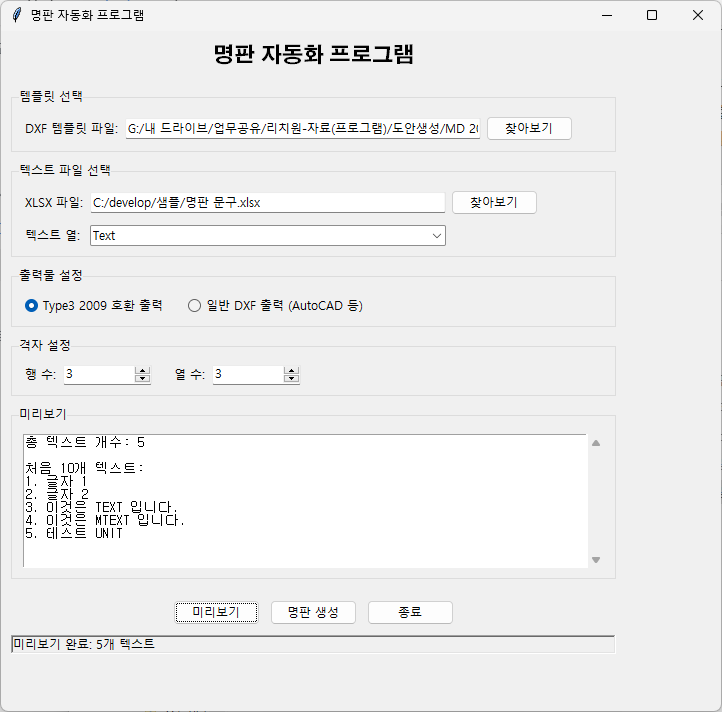 명판 자동화 프로그램
명판 자동화 프로그램
템플릿 선택
DXF 템플릿 파일: G:/내 드라이브/업무공유/리치원-자료(프로그램)/도안생성/MD 20 찾아보기
텍스트 파일 선택
XLSX 파일: C:/develop/샘플/명판 문구.xlsx 찾아보기
텍스트 열: Text
출력물 설정
Type3 2009 호환 출력 일반 DXF 출력 (AutoCAD 등)
격자 설정
행 수: 3 열 수: 3
미리보기
총 텍스트 개수: 5
처음 10개 텍스트:
1. 글자 1
2. 글자 2
3. 이것은 TEXT 입니다.
4. 이것은 MTEXT 입니다.
5. 테스트 UNIT
미리보기 명판 생성 종료
미리보기 완료: 5개 텍스트